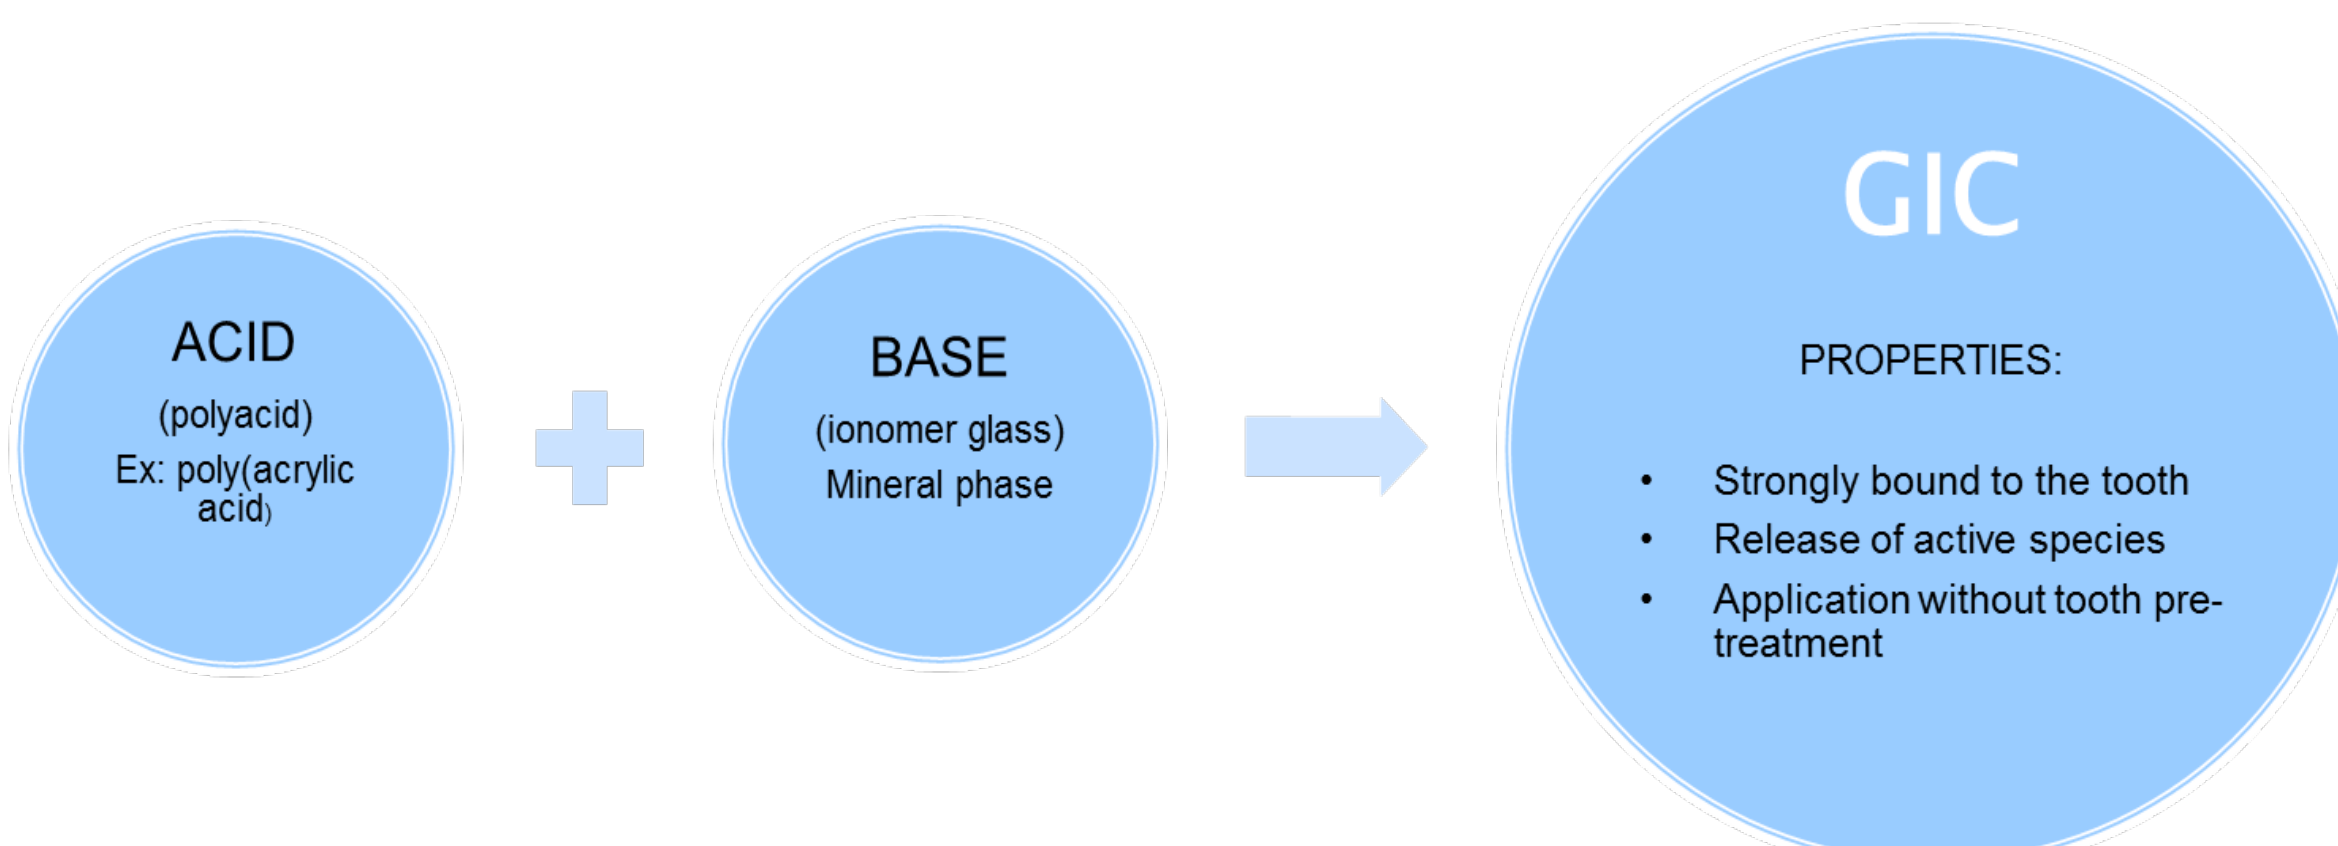 ACID
(polyacid)
Ex: poly(acrylic
acid)
BASE
(ionomer glass)
Mineral phase
GIC
PROPERTIES:
• Strongly bound to the tooth
• Release of active species
• Application without tooth pre-
treatment